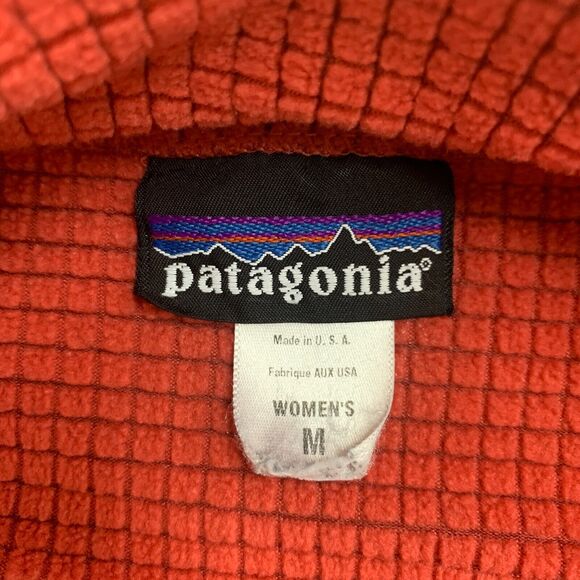 patagonia®
Made in U. S. A.
Fabrique AUX USA
WOMEN'S
M